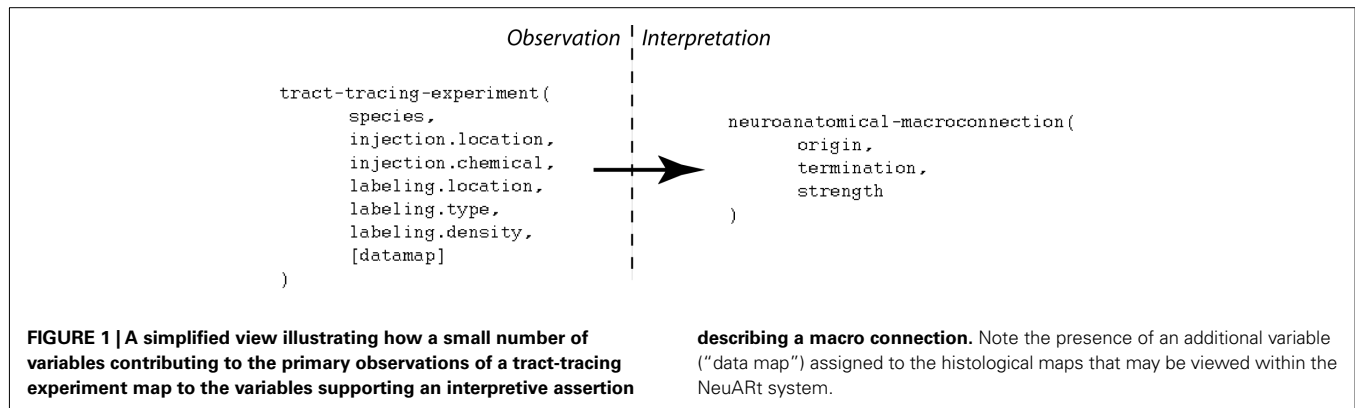 Observation
Interpretation
tract-tracing-experiment(
species,
injection.location,
injection.chemical,
labeling.location,
labeling.type,
labeling.density,
[datamap]
)
neuroanatomical-macroconnection(
origin,
termination,
strength
)
FIGURE 1 | A simplified view illustrating how a small number of
variables contributing to the primary observations of a tract-tracing
experiment map to the variables supporting an interpretive assertion
describing a macro connection. Note the presence of an additional variable
("data map") assigned to the histological maps that may be viewed within the
NeuARt system.